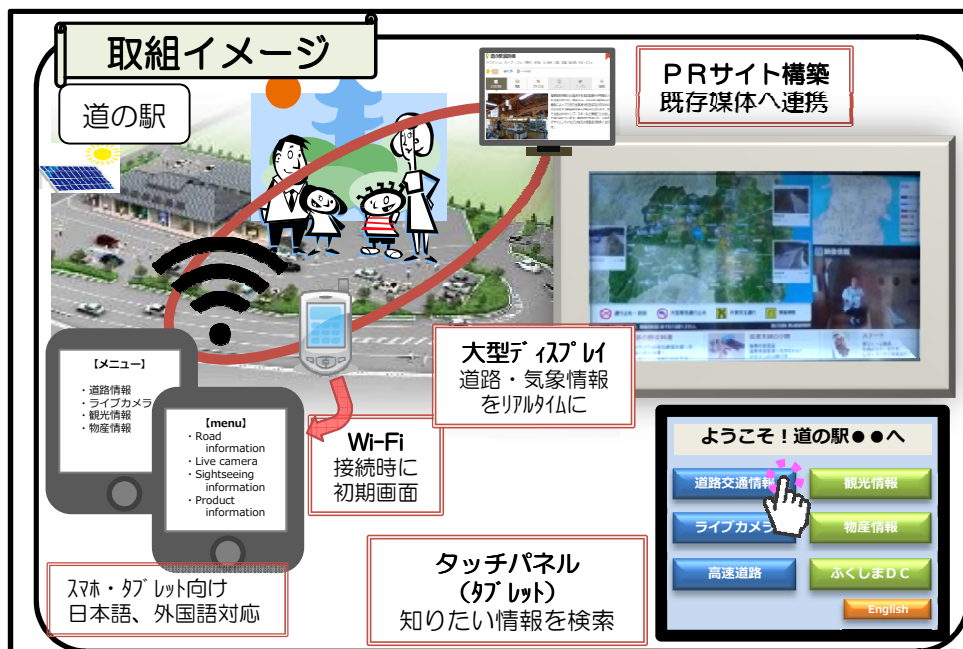 取組イメージ
道の駅
PRサイト構築
既存媒体へ連携
大型ディスプレイ
道路・気象情報
をリアルタイムに
【メニュー】
・道路情報
・ライブカメラ
・観光情報
・物産情報
【menu】
・Road
information
・Live camera
・Sightseeing
information
・Product
information
Wi-Fi
接続時に
初期画面
スマホ・タブレット向け
日本語、外国語対応
タッチパネル
(タブレット)
知りたい情報を検索
ようこそ！道の駅●●へ
道路交通情報
観光情報
ライブカメラ
物産情報
高速道路
ふくしまDC
English